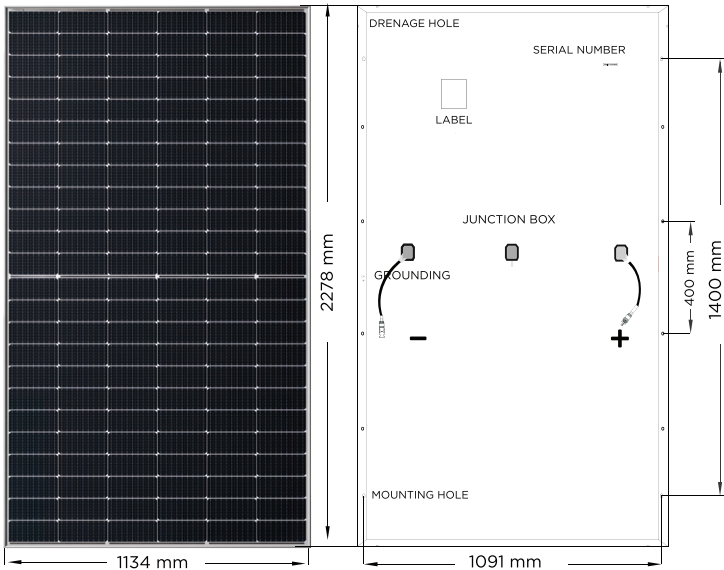 DRENAGE HOLE
SERIAL NUMBER
LABEL
JUNCTION BOX
GROUNDING
2278 mm
400 mm
1400 mm
− +
MOUNTING HOLE
1134 mm
1091 mm